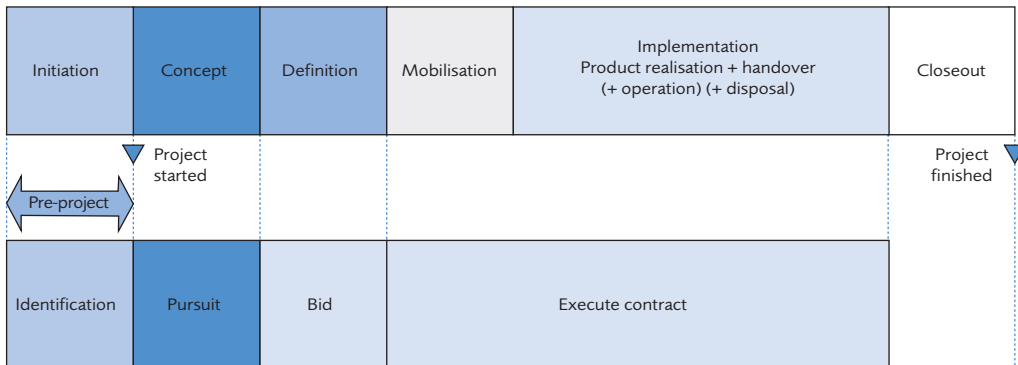 Initiation
Concept
Definition
Mobilisation
Implementation
Product realisation + handover
(+ operation) (+ disposal)
Closeout
Project
started
Project
finished
Pre-project
Identification
Pursuit
Bid
Execute contract